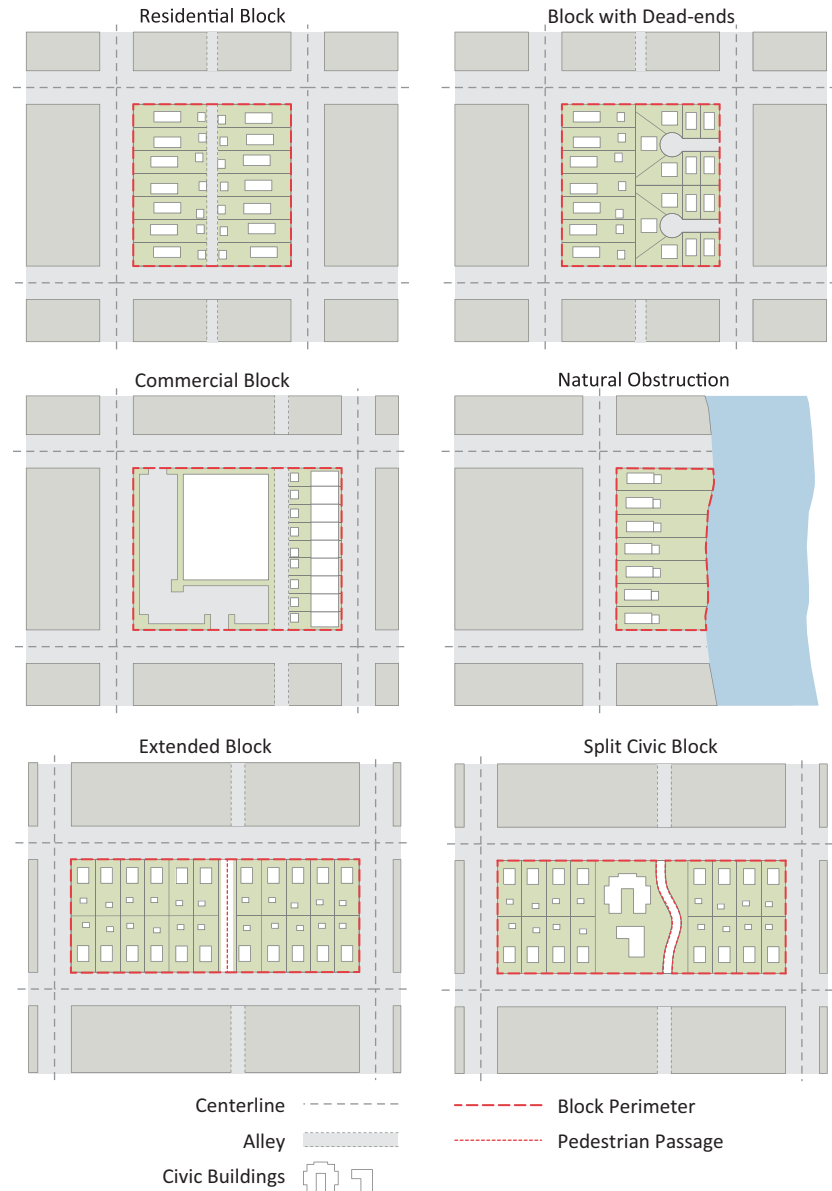 Residential Block
Block with Dead-ends
Commercial Block
Natural Obstruction
Extended Block
Split Civic Block
Centerline
Block Perimeter
Alley
Pedestrian Passage
Civic Buildings